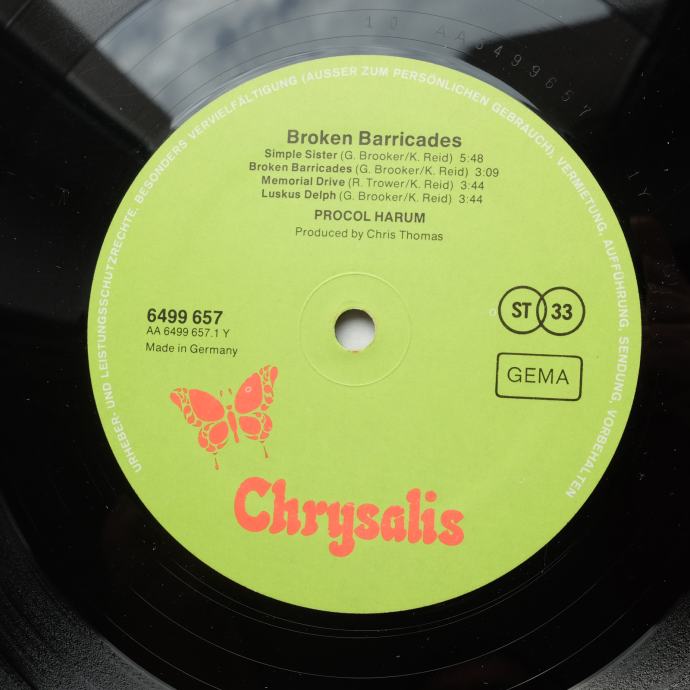 10 AA6499657
1Y
URHEBER- UND LEISTUNGSSCHUTZRECHTE, BESONDERS VERVIELFÄLTIGUNG (AUSSER ZUM PERSÖNLICHEN GEBRAUCH), VERMIETUNG, AUFFÜHRUNG, SENDUNG, VORBEHALTEN
Broken Barricades
Simple Sister (G. Brooker/K. Reid) 5:48
Broken Barricades (G. Brooker/K. Reid) 3:09
Memorial Drive (R. Trower/K. Reid) 3:44
Luskus Delph (G. Brooker/K. Reid) 3:44
PROCOL HARUM
Produced by Chris Thomas
6499 657
AA 6499 657.1 Y
Made in Germany
ST 33
GEMA
Chrysalis